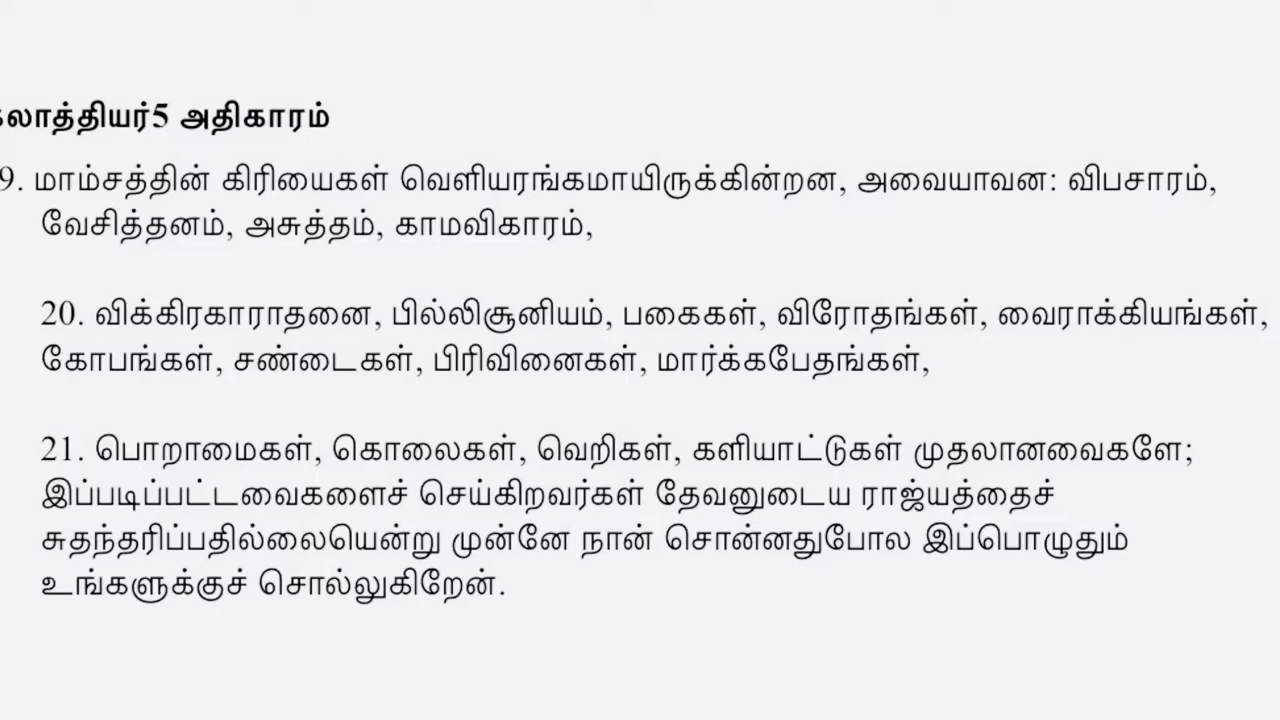 கலாத்தியர்5 அதிகாரம்
9. மாம்சத்தின் கிரியைகள் வெளியரங்கமாயிருக்கின்றன, அவையாவன: விபசாரம்,
வேசித்தனம், அசுத்தம், காமவிகாரம்,
20. விக்கிரகாராதனை, பில்லிசூனியம், பகைகள், விரோதங்கள், வைராக்கியங்கள்,
கோபங்கள், சண்டைகள், பிரிவினைகள், மார்க்கபேதங்கள்,
21. பொறாமைகள், கொலைகள், வெறிகள், களியாட்டுகள் முதலானவைகளே;
இப்படிப்பட்டவைகளைச் செய்கிறவர்கள் தேவனுடைய ராஜ்யத்தைச்
சுதந்தரிப்பதில்லையென்று முன்னே நான் சொன்னதுபோல இப்பொழுதும்
உங்களுக்குச் சொல்லுகிறேன்.